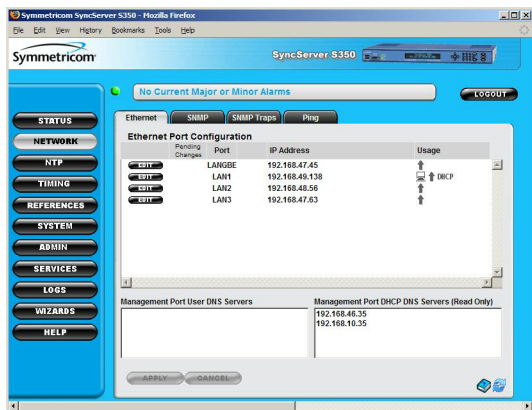 Symmetricom SyncServer S350 - Mozilla Firefox
File Edit View History Bookmarks Tools Help
Symmetricom
SyncServer S350
No Current Major or Minor Alarms
LOGOUT
STATUS
NETWORK
NTP
TIMING
REFERENCES
SYSTEM
ADMIN
SERVICES
LOGS
WIZARDS
HELP
Ethernet SNMP SNMP Traps Ping
Ethernet Port Configuration
Pending Changes Port IP Address Usage
EDIT LANGBE 192.168.47.45
EDIT LAN1 192.168.49.138 DHCP
EDIT LAN2 192.168.48.56
EDIT LAN3 192.168.47.63
Management Port User DNS Servers
Management Port DHCP DNS Servers (Read Only)
192.168.46.35
192.168.10.35
APPLY CANCEL